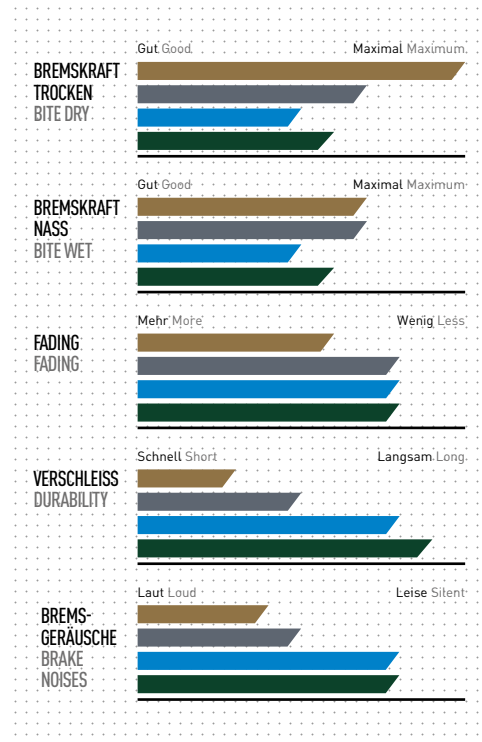 Gut Good Maximal Maximum
BREMSKRAFT
TROCKEN
BITE DRY
Gut Good Maximal Maximum
BREMSKRAFT
NASS
BITE WET
Mehr More Wenig Less
FADING
FADING
Schnell Short Langsam Long
VERSCHLEISS
DURABILITY
Laut Loud Leise Silent
BREMS-
GERÄUSCHE
BRAKE
NOISES